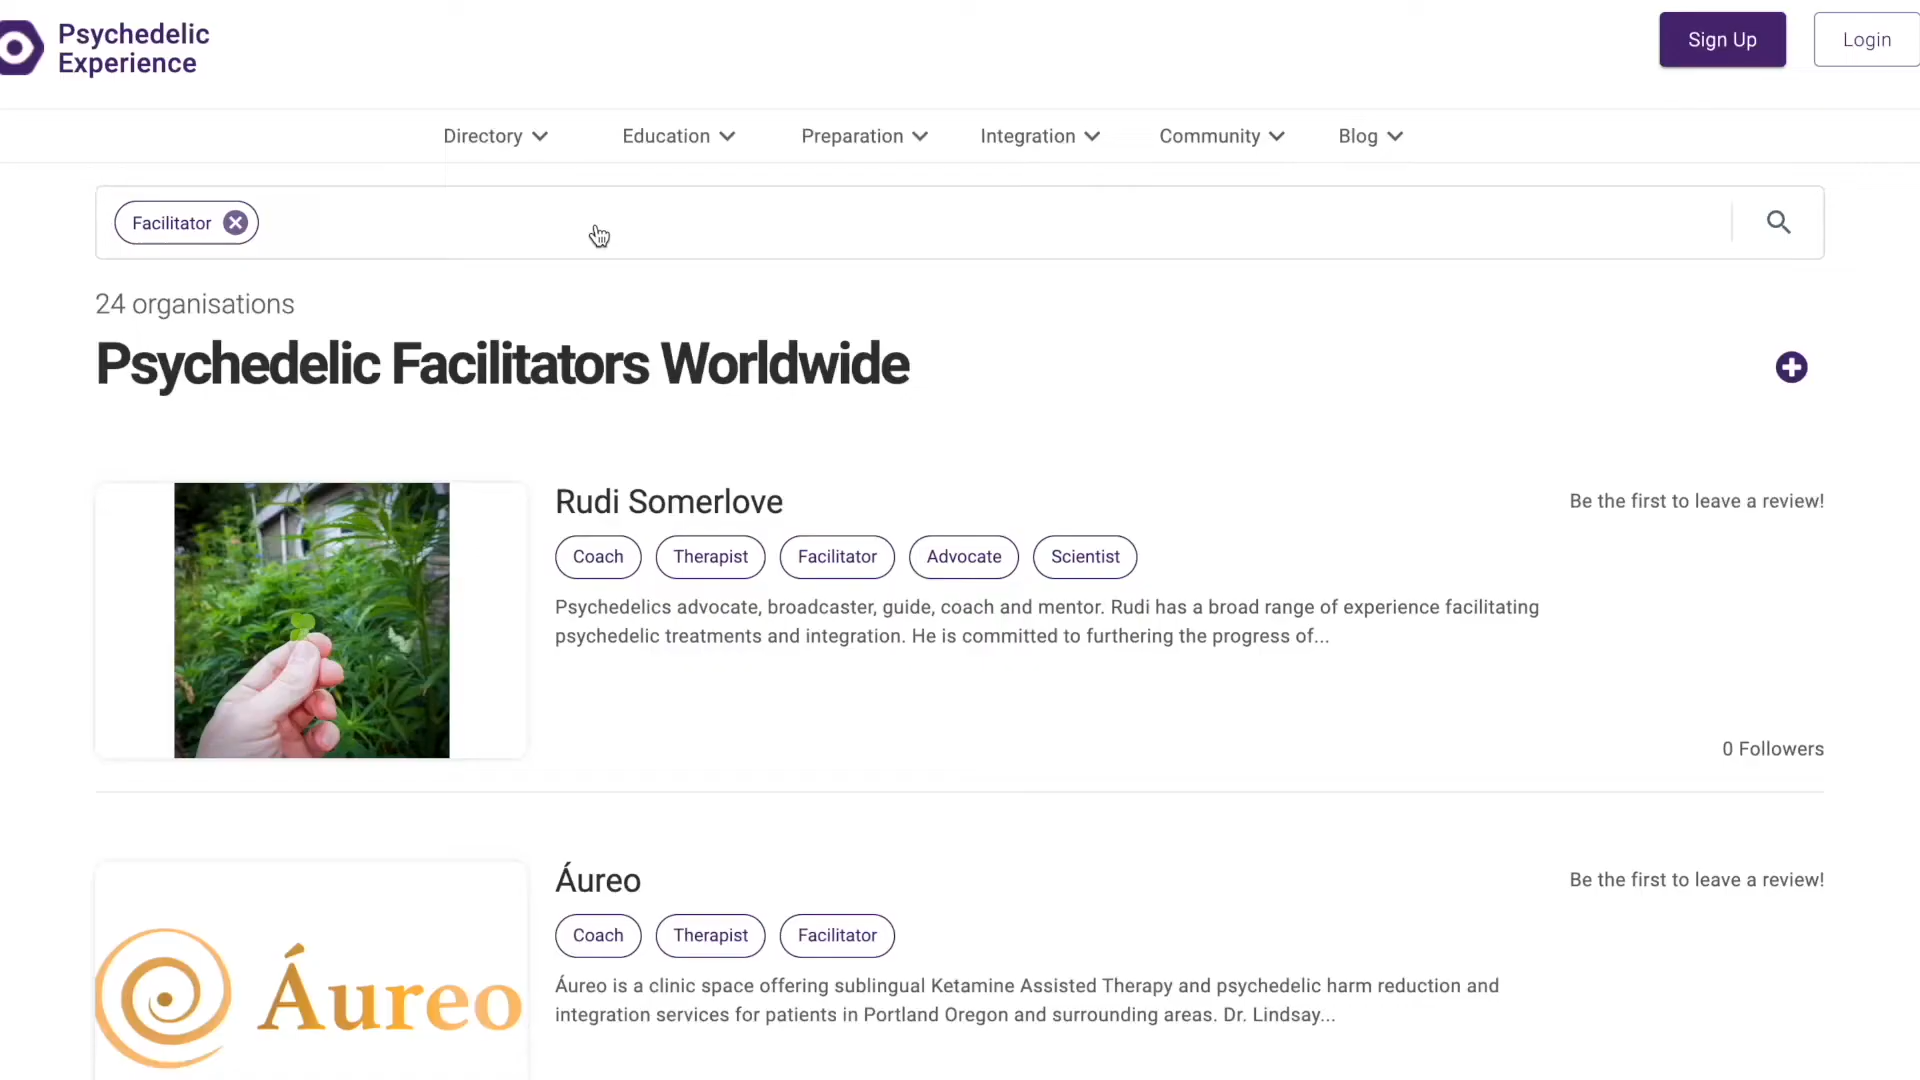 Psychedelic
Experience
Sign Up
Login
Directory
Education
Preparation
Integration
Community
Blog
Facilitator
24 organisations
Psychedelic Facilitators Worldwide
Rudi Somerlove
Be the first to leave a review!
Coach
Therapist
Facilitator
Advocate
Scientist
Psychedelics advocate, broadcaster, guide, coach and mentor. Rudi has a broad range of experience facilitating
psychedelic treatments and integration. He is committed to furthering the progress of...
0 Followers
Áureo
Áureo
Be the first to leave a review!
Coach
Therapist
Facilitator
Áureo is a clinic space offering sublingual Ketamine Assisted Therapy and psychedelic harm reduction and
integration services for patients in Portland Oregon and surrounding areas. Dr. Lindsay...